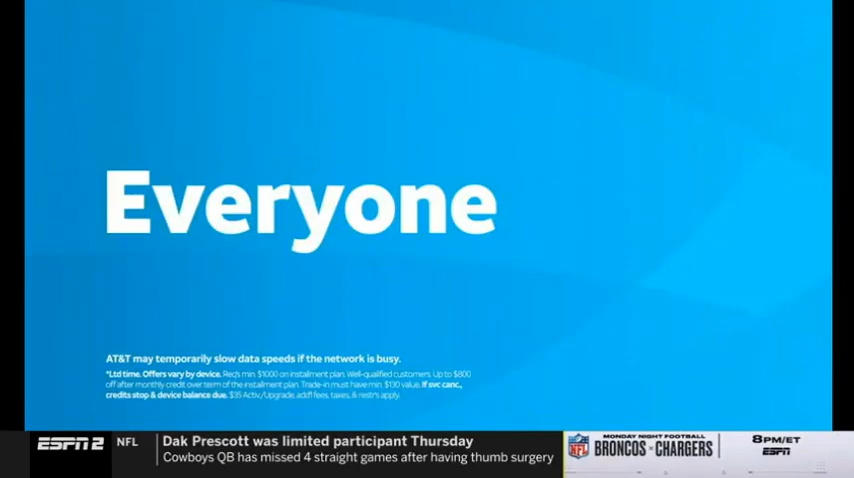 Everyone
AT&T may temporarily slow data speeds if the network is busy.
*Ltd time. Offers vary by device. Req's min. $1000 on installment plan. Well-qualified customers. Up to $800
off after monthly credit over term of the installment plan. Trade-in must have min. $130 value. If svc canc.,
credits stop & device balance due. $35 Activ./Upgrade, add'l fees, taxes, & restr's apply.
ESPN2
NFL
Dak Prescott was limited participant Thursday
Cowboys QB has missed 4 straight games after having thumb surgery
NFL
MONDAY NIGHT FOOTBALL
BRONCOS CHARGERS
8PM/ET
ESPN